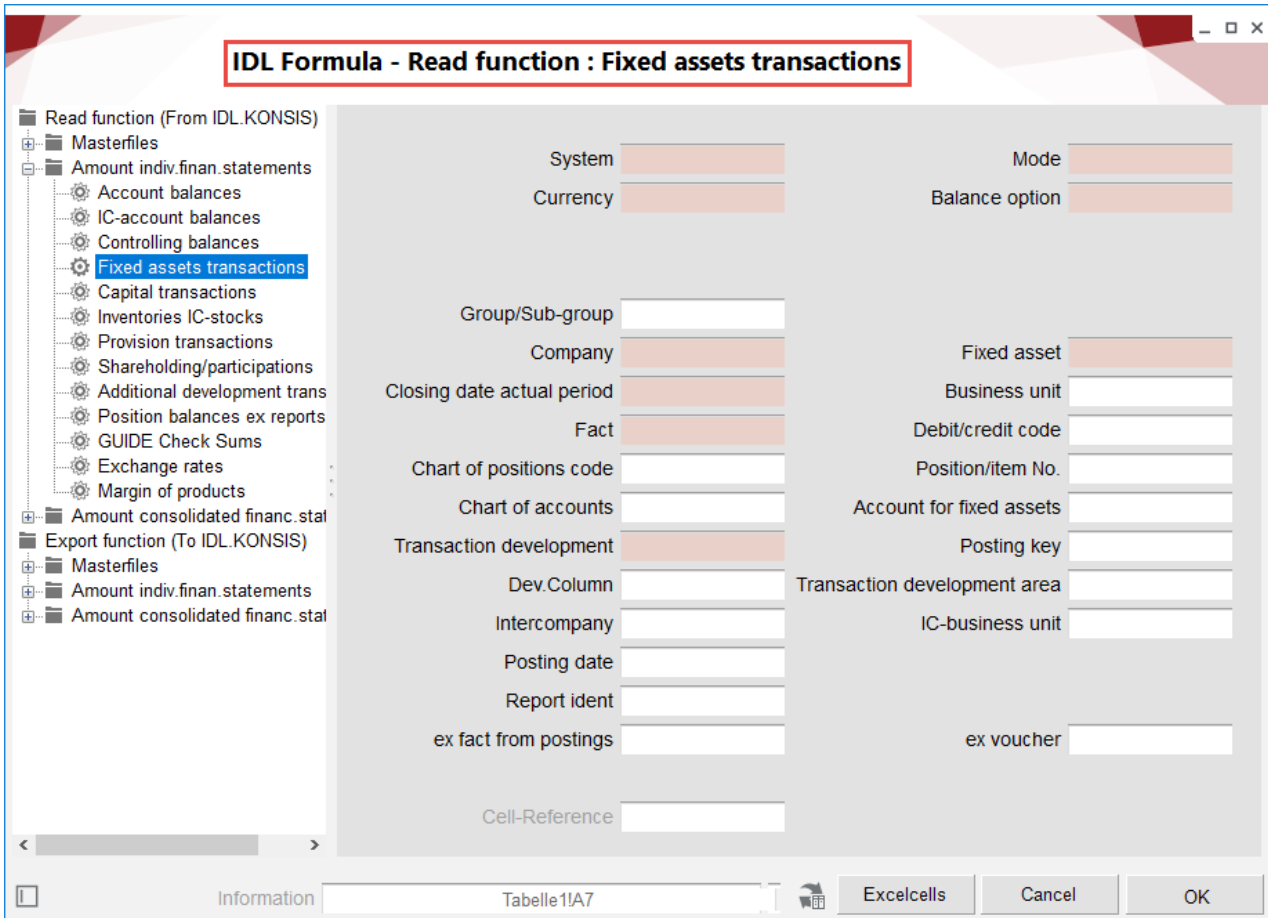 IDL Formula - Read function : Fixed assets transactions
Read function (From IDL.KONSIS)
Masterfiles
Amount indiv.finan.statements
Account balances
IC-account balances
Controlling balances
Fixed assets transactions
Capital transactions
Inventories IC-stocks
Provision transactions
Shareholding/participations
Additional development trans
Position balances ex reports
GUIDE Check Sums
Exchange rates
Margin of products
Amount consolidated financ.stat
Export function (To IDL.KONSIS)
Masterfiles
Amount indiv.finan.statements
Amount consolidated financ.stat
System Mode
Currency Balance option
Group/Sub-group
Company Fixed asset
Closing date actual period Business unit
Fact Debit/credit code
Chart of positions code Position/item No.
Chart of accounts Account for fixed assets
Transaction development Posting key
Dev.Column Transaction development area
Intercompany IC-business unit
Posting date
Report ident
ex fact from postings ex voucher
Cell-Reference
Information Tabelle1!A7 Excelcells Cancel OK